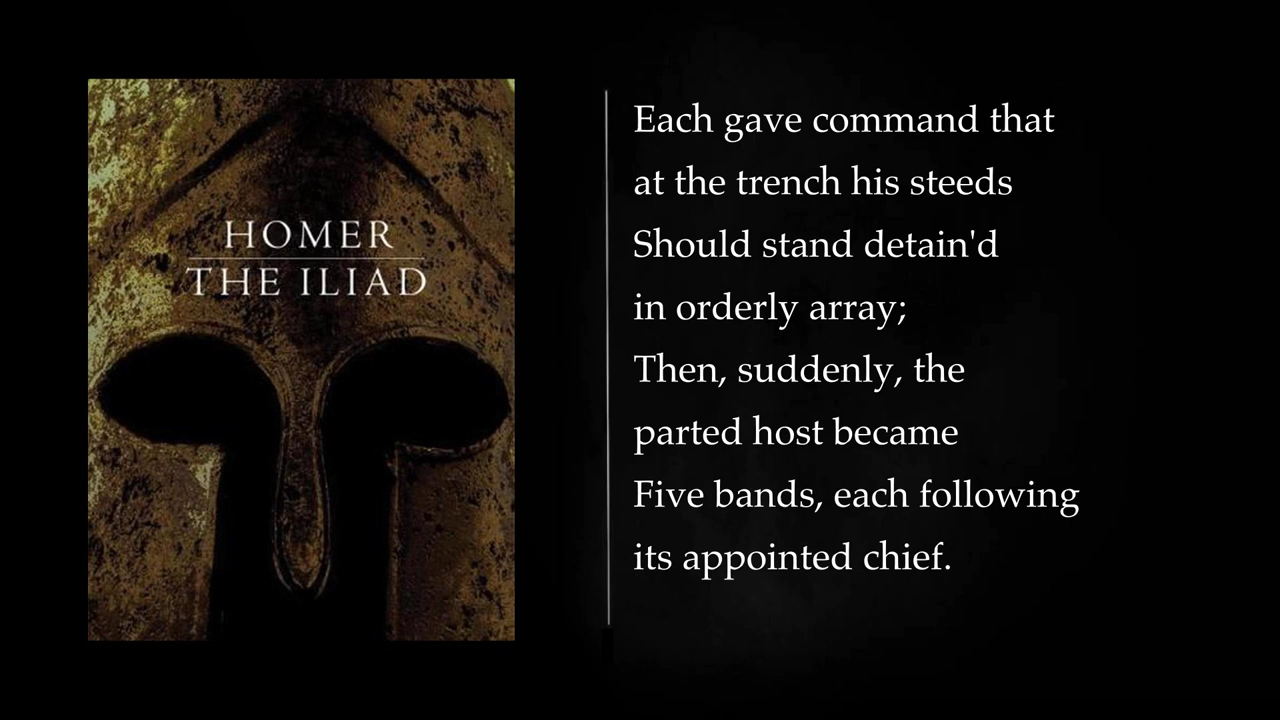 HOMER
THE ILIAD
Each gave command that
at the trench his steeds
Should stand detain'd
in orderly array;
Then, suddenly, the
parted host became
Five bands, each following
its appointed chief.